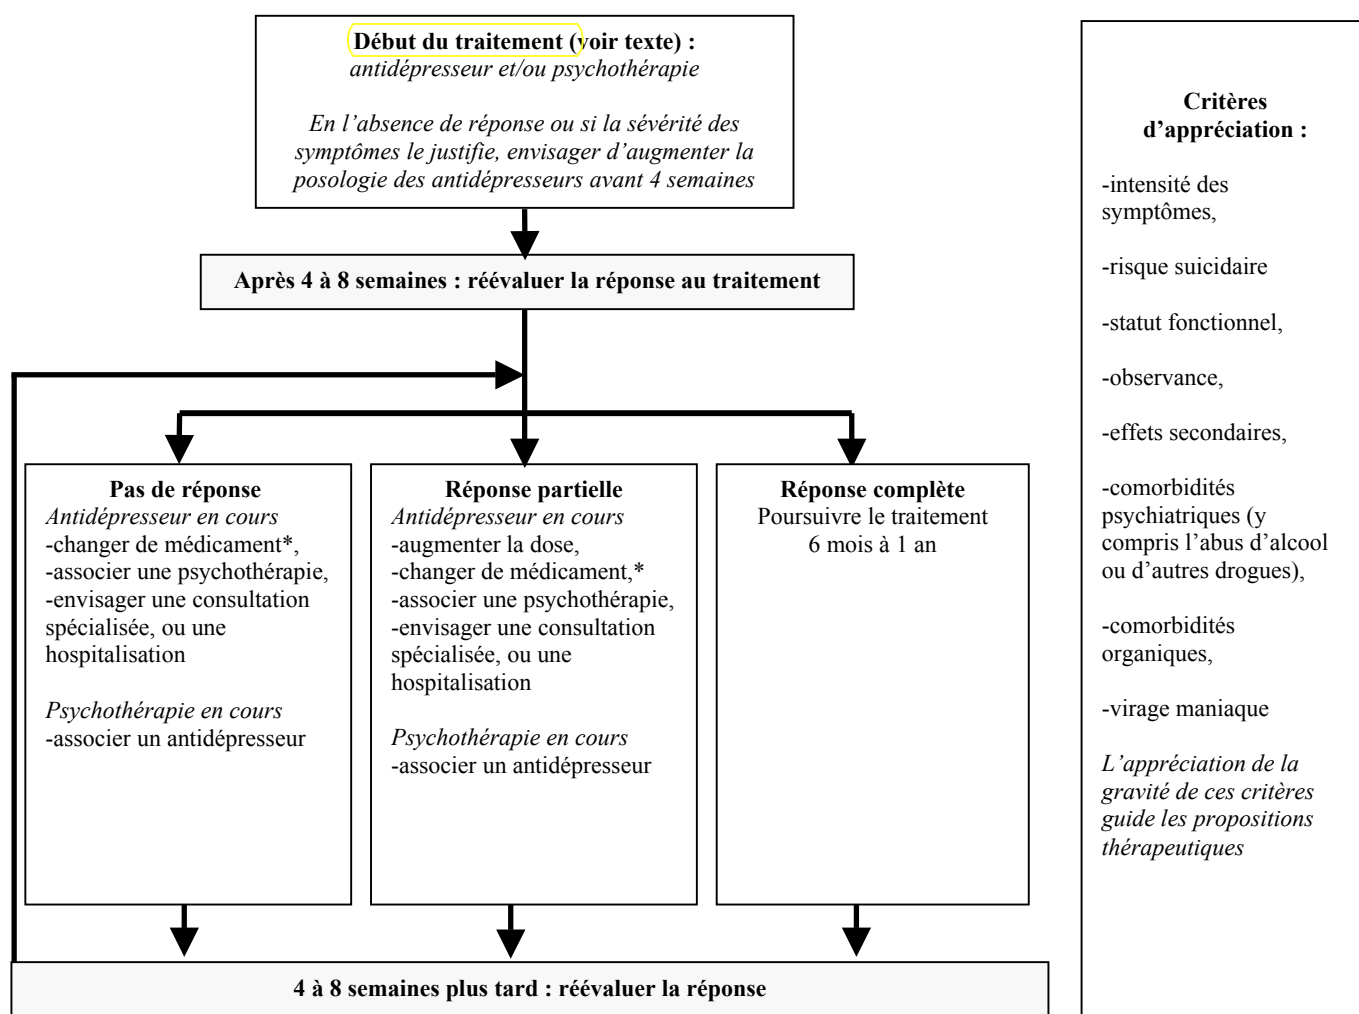 Début du traitement (voir texte) :
antidépresseur et/ou psychothérapie
En l’absence de réponse ou si la sévérité des
symptômes le justifie, envisager d’augmenter la
posologie des antidépresseurs avant 4 semaines
Après 4 à 8 semaines : réévaluer la réponse au traitement
Pas de réponse
Antidépresseur en cours
-changer de médicament*,
-associer une psychothérapie,
-envisager une consultation
spécialisée, ou une
hospitalisation
Psychothérapie en cours
-associer un antidépresseur
Réponse partielle
Antidépresseur en cours
-augmenter la dose,
-changer de médicament,*
-associer une psychothérapie,
-envisager une consultation
spécialisée, ou une
hospitalisation
Psychothérapie en cours
-associer un antidépresseur
Réponse complète
Poursuivre le traitement
6 mois à 1 an
4 à 8 semaines plus tard : réévaluer la réponse
Critères
d’appréciation :
-intensité des
symptômes,
-risque suicidaire
-statut fonctionnel,
-observance,
-effets secondaires,
-comorbidités
psychiatriques (y
compris l’abus d’alcool
ou d’autres drogues),
-comorbidités
organiques,
-virage maniaque
L’appréciation de la
gravité de ces critères
guide les propositions
thérapeutiques